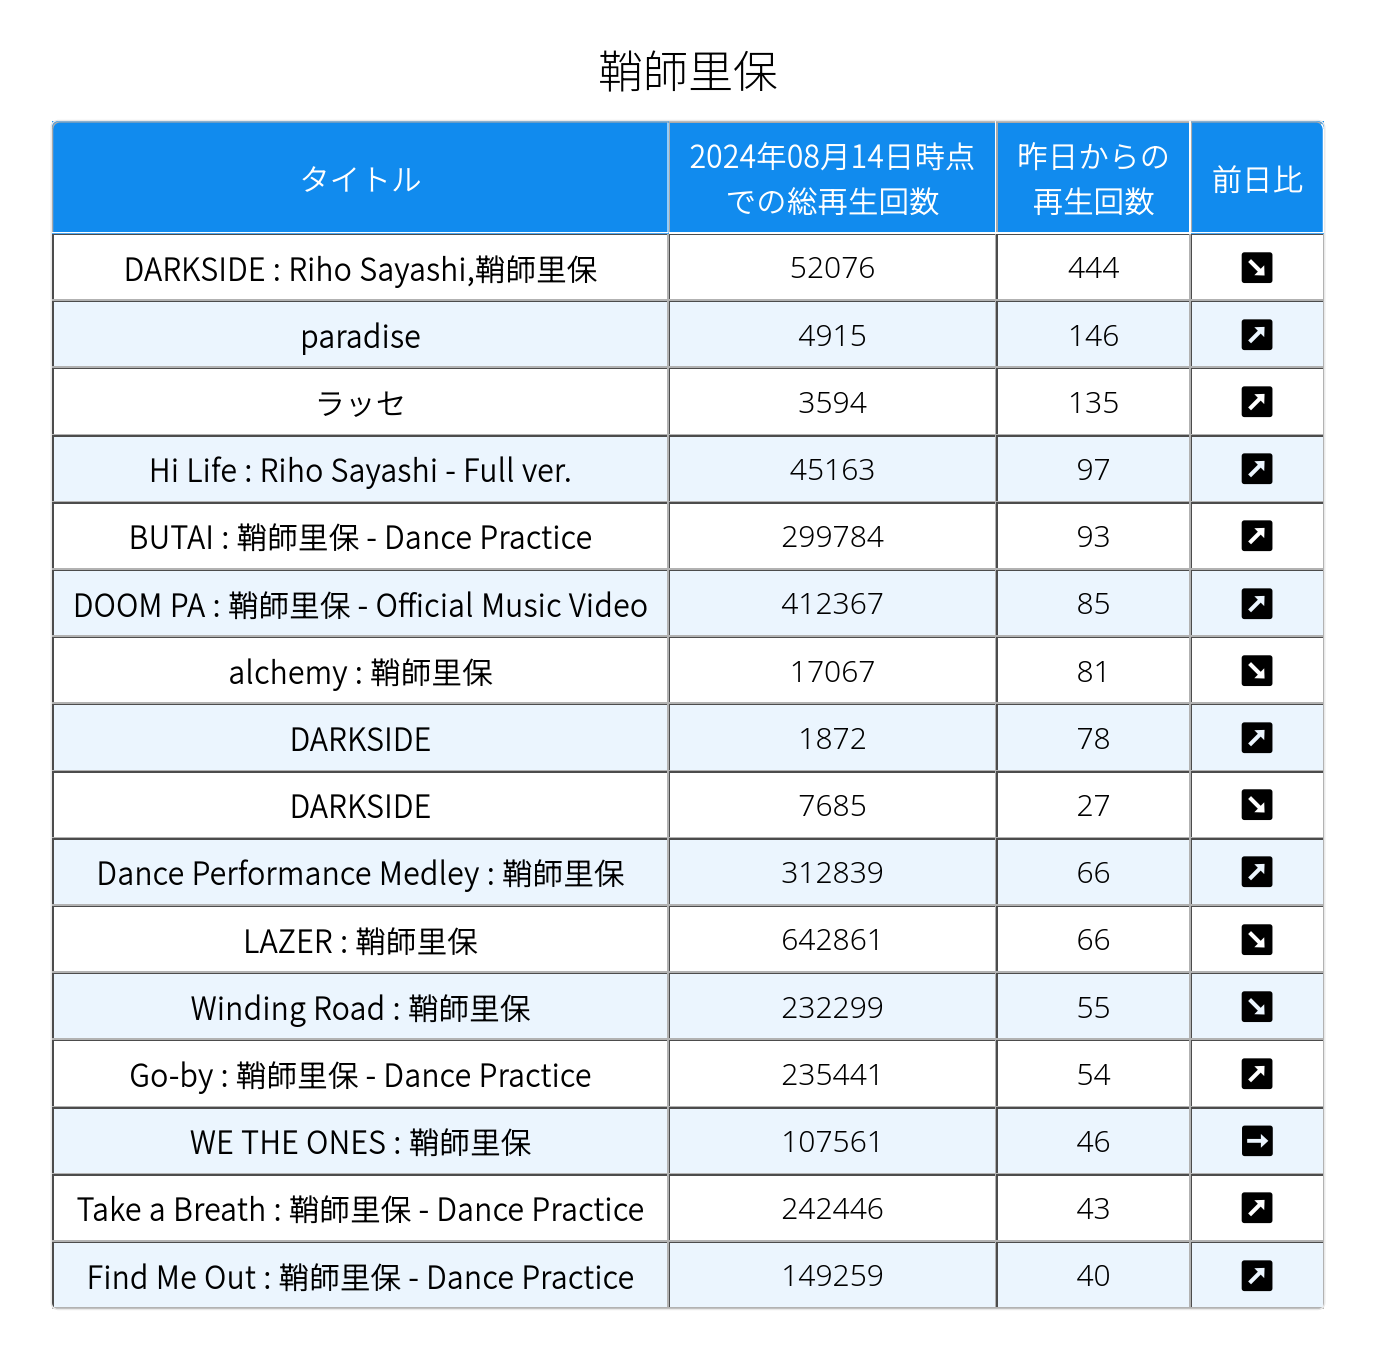 鞘師里保
タイトル 2024年08月14日時点での総再生回数 昨日からの再生回数 前日比
DARKSIDE : Riho Sayashi,鞘師里保 52076 444 ↘
paradise 4915 146 ↗
ラッセ 3594 135 ↗
Hi Life : Riho Sayashi - Full ver. 45163 97 ↗
BUTAI : 鞘師里保 - Dance Practice 299784 93 ↗
DOOM PA : 鞘師里保 - Official Music Video 412367 85 ↗
alchemy : 鞘師里保 17067 81 ↘
DARKSIDE 1872 78 ↗
DARKSIDE 7685 27 ↘
Dance Performance Medley : 鞘師里保 312839 66 ↗
LAZER : 鞘師里保 642861 66 ↘
Winding Road : 鞘師里保 232299 55 ↘
Go-by : 鞘師里保 - Dance Practice 235441 54 ↗
WE THE ONES : 鞘師里保 107561 46 →
Take a Breath : 鞘師里保 - Dance Practice 242446 43 ↗
Find Me Out : 鞘師里保 - Dance Practice 149259 40 ↗